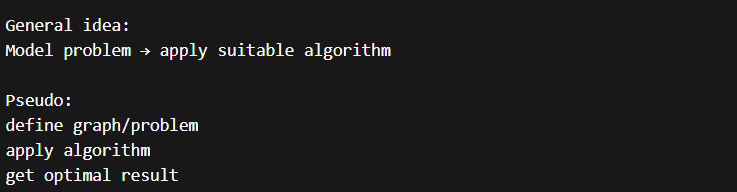 General idea:
Model problem → apply suitable algorithm
Pseudo:
define graph/problem
apply algorithm
get optimal result